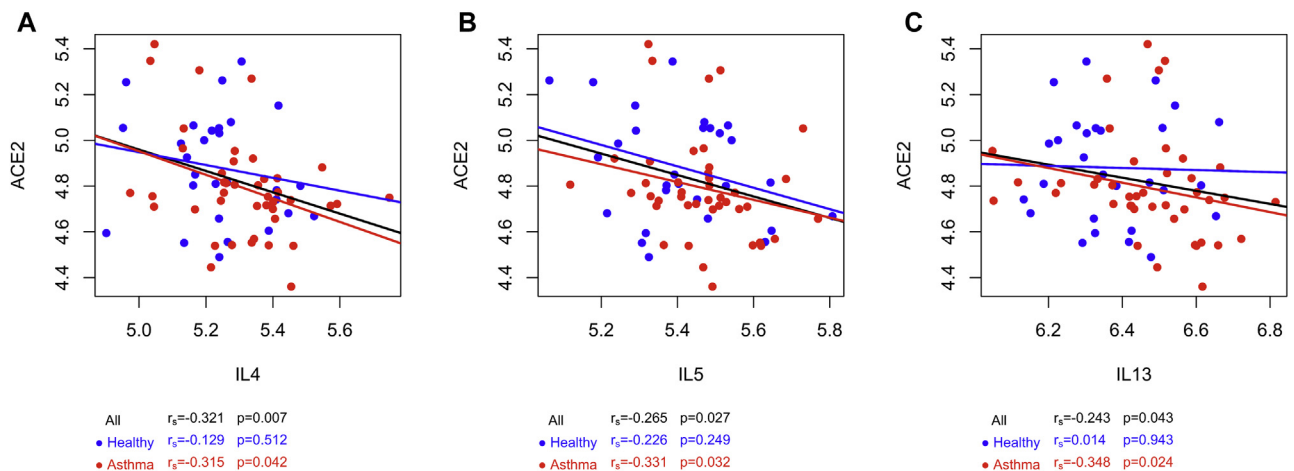 A
B
C
ACE2
5.4
5.2
5.0
4.8
4.6
4.4
5.0 5.2 5.4 5.6
IL4
All rs=-0.321 p=0.007
Healthy rs=-0.129 p=0.512
Asthma rs=-0.315 p=0.042
ACE2
5.4
5.2
5.0
4.8
4.6
4.4
5.2 5.4 5.6 5.8
IL5
All rs=-0.265 p=0.027
Healthy rs=-0.226 p=0.249
Asthma rs=-0.331 p=0.032
ACE2
5.4
5.2
5.0
4.8
4.6
4.4
6.2 6.4 6.6 6.8
IL13
All rs=-0.243 p=0.043
Healthy rs=0.014 p=0.943
Asthma rs=-0.348 p=0.024